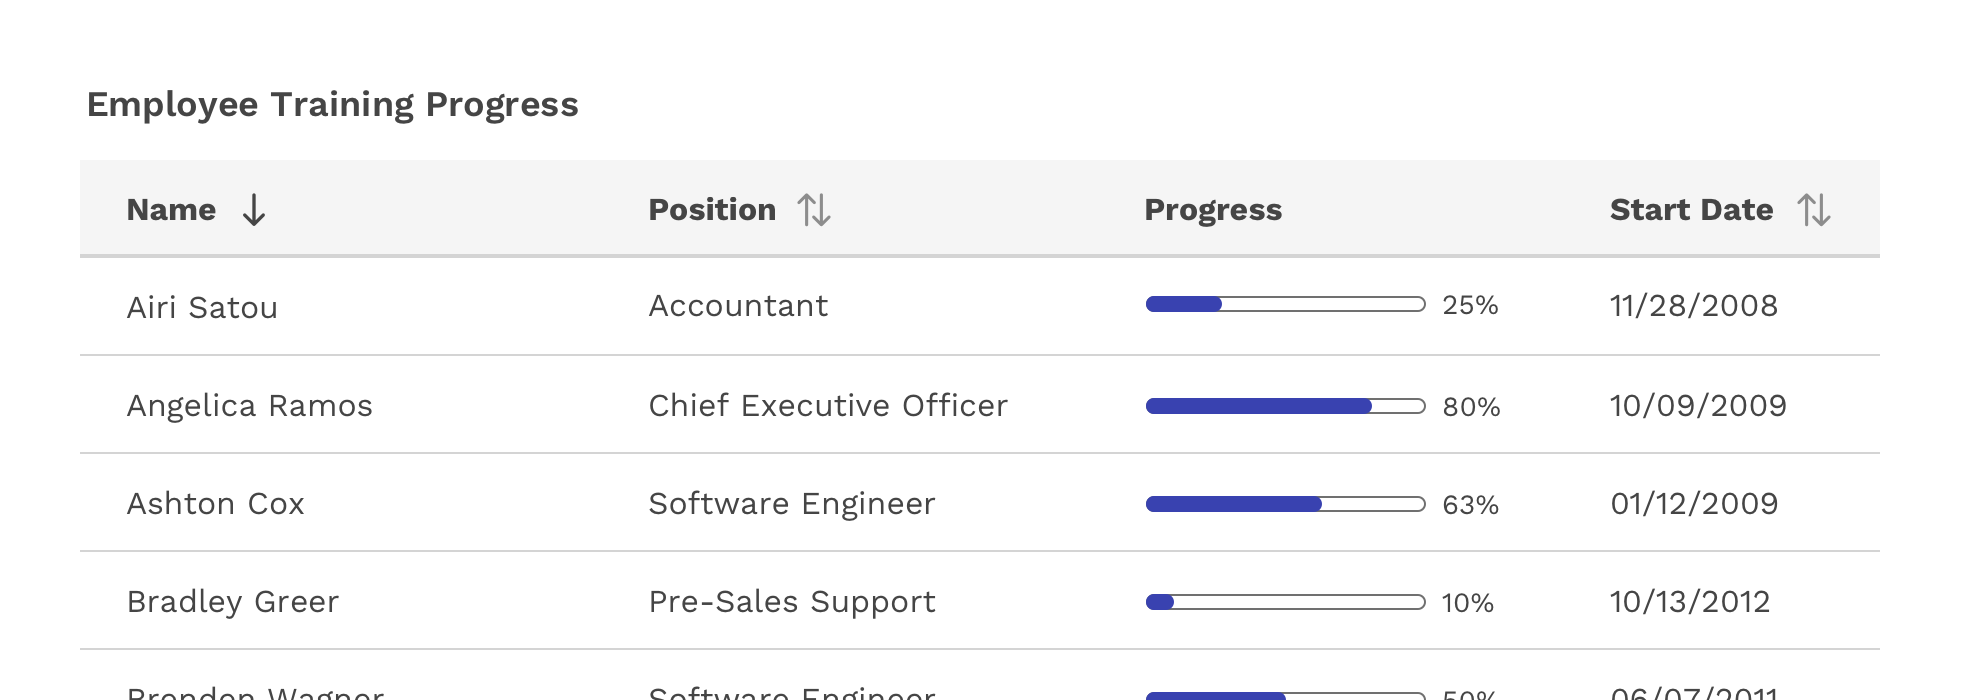 Employee Training Progress
Name Position Progress Start Date
Airi Satou Accountant 25% 11/28/2008
Angelica Ramos Chief Executive Officer 80% 10/09/2009
Ashton Cox Software Engineer 63% 01/12/2009
Bradley Greer Pre-Sales Support 10% 10/13/2012
Brenden Wagner Software Engineer 50% 06/07/2011